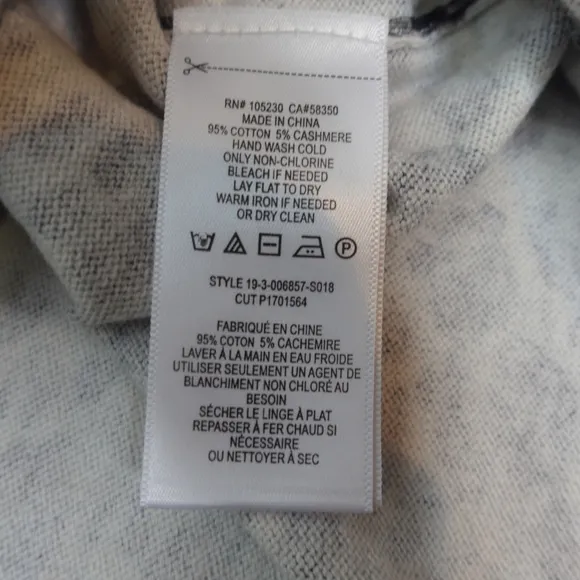 RN# 105230 CA#58350
MADE IN CHINA
95% COTTON 5% CASHMERE
HAND WASH COLD
ONLY NON-CHLORINE
BLEACH IF NEEDED
LAY FLAT TO DRY
WARM IRON IF NEEDED
OR DRY CLEAN
P
STYLE 19-3-006857-S018
CUT P1701564
FABRIQUÉ EN CHINE
95% COTON 5% CACHEMIRE
LAVER À LA MAIN EN EAU FROIDE
UTILISER SEULEMENT UN AGENT DE
BLANCHIMENT NON CHLORÉ AU
BESOIN
SÉCHER LE LINGE À PLAT
REPASSER À FER CHAUD SI
NÉCESSAIRE
OU NETTOYER À SEC